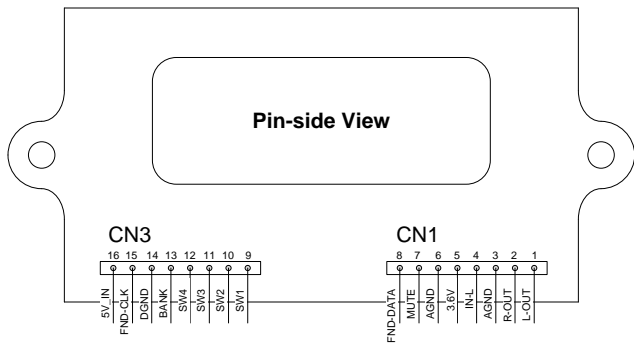 Pin-side View
CN3
CN1
16 15 14 13 12 11 10 9
8 7 6 5 4 3 2 1
5V_IN
FND-CLK
DGND
BANK
SW4
SW3
SW2
SW1
FND-DATA
MUTE
AGND
3.6V
IN-L
AGND
R-OUT
L-OUT